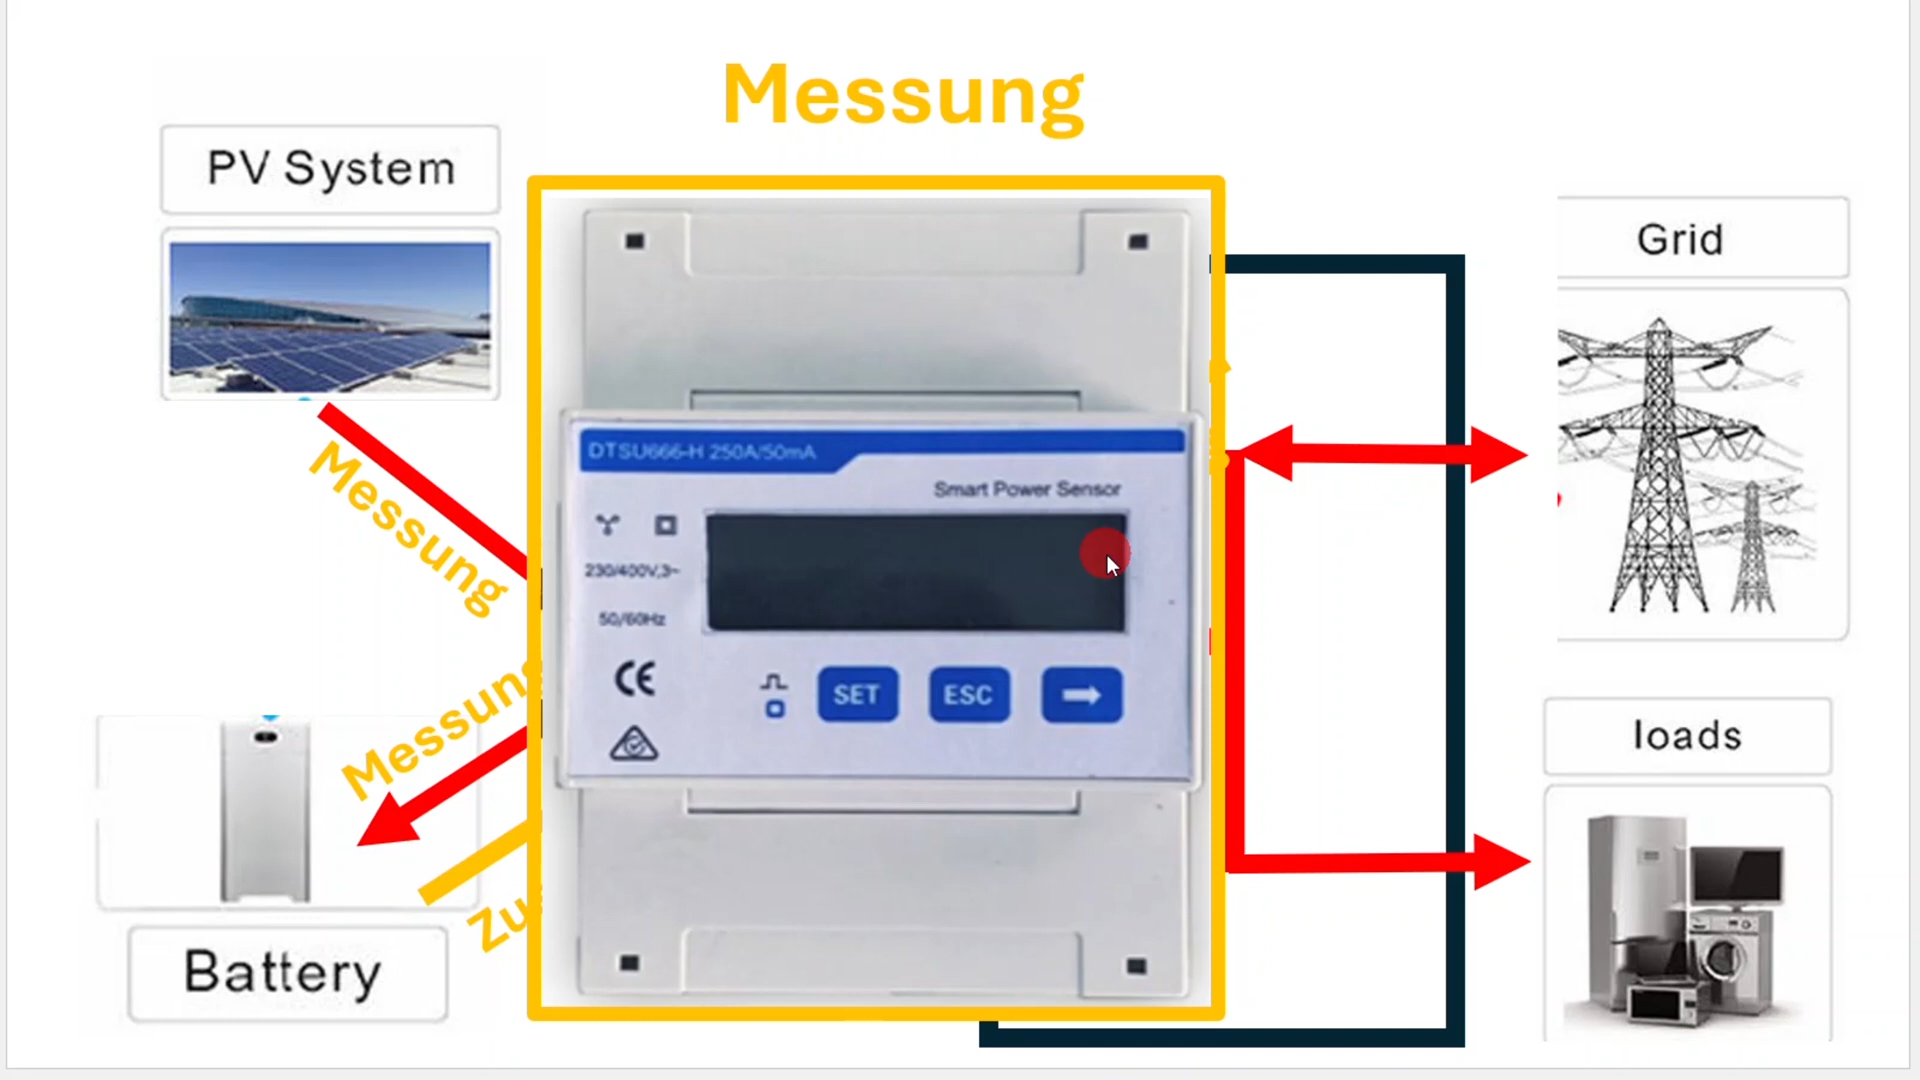 Messung
PV System
Grid
Messung
DTSU666-H 250A/50mA
Smart Power Sensor
230/400V,3~
50/60Hz
CE
SET
ESC
Messung
loads
Battery